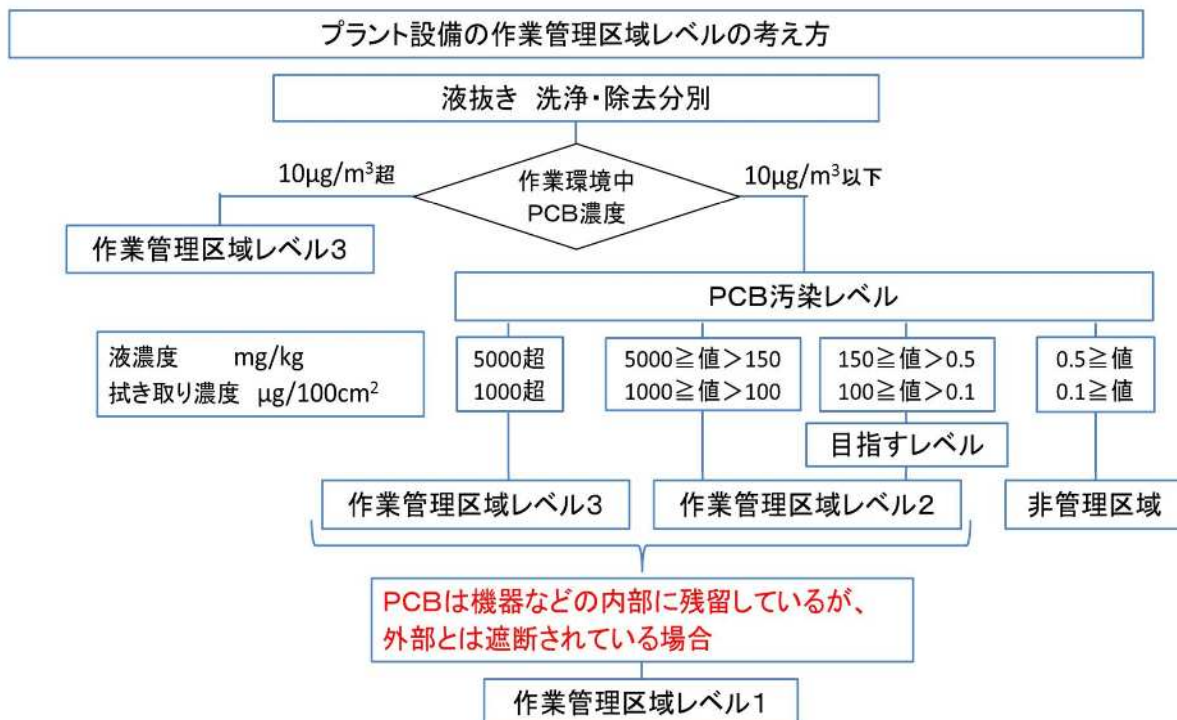 プラント設備の作業管理区域レベルの考え方
液抜き 洗浄・除去分別
10μg/m³超
作業環境中
PCB濃度
10μg/m³以下
作業管理区域レベル3
PCB汚染レベル
液濃度 mg/kg
拭き取り濃度 μg/100cm²
5000超
1000超
5000≧値>150
1000≧値>100
150≧値>0.5
100≧値>0.1
0.5≧値
0.1≧値
目指すレベル
作業管理区域レベル3
作業管理区域レベル2
非管理区域
PCBは機器などの内部に残留しているが、
外部とは遮断されている場合
作業管理区域レベル1